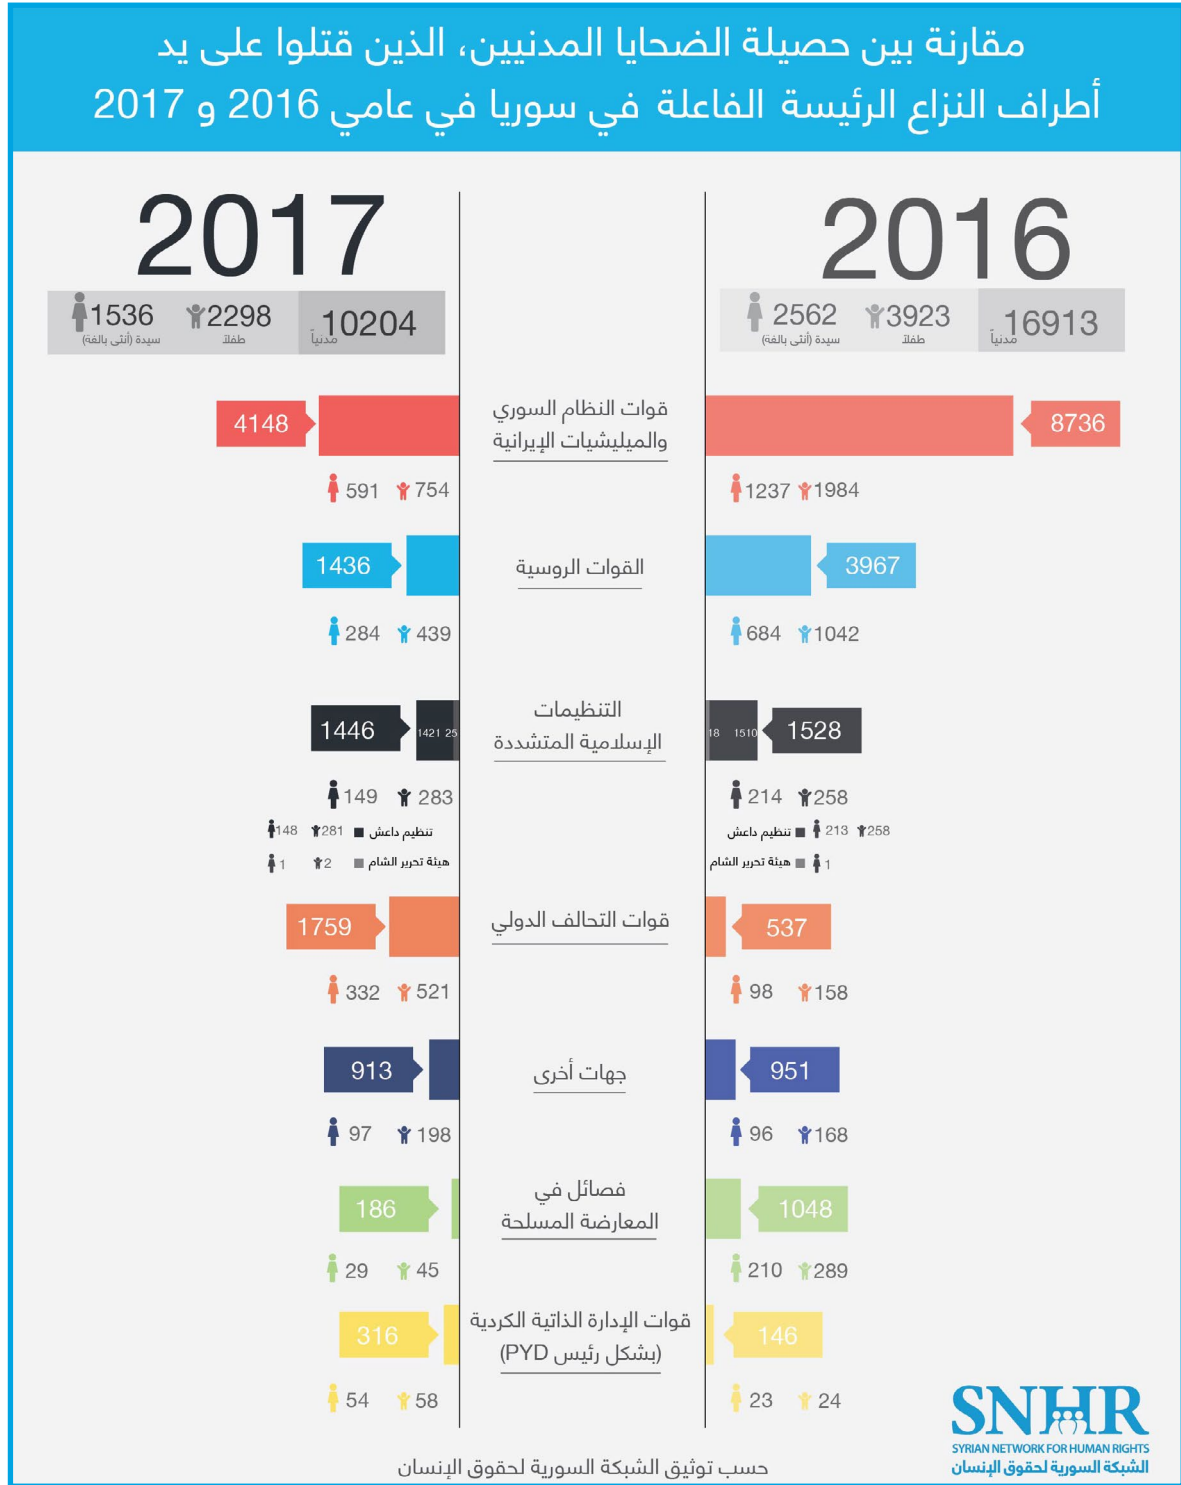 مقارنة بين حصيلة الضحايا المدنيين، الذين قتلوا على يد
أطراف النزاع الرئيسة الفاعلة في سوريا في عامي 2016 و 2017
2016
16913 مدنياً
3923 طفلاً
2562 سيدة (أنثى بالغة)
2017
10204 مدنياً
2298 طفلاً
1536 سيدة (أنثى بالغة)
قوات النظام السوري
والميليشيات الإيرانية
8736
1237 1984
4148
591 754
القوات الروسية
3967
684 1042
1436
284 439
التنظيمات
الإسلامية المتشددة
1528
18 1510
214 258
تنظيم داعش 213 258
هيئة تحرير الشام 1
1446
1421 25
149 283
تنظيم داعش 281 148
هيئة تحرير الشام 2 1
قوات التحالف الدولي
537
98 158
1759
332 521
جهات أخرى
951
96 168
913
97 198
فصائل في
المعارضة المسلحة
1048
210 289
186
29 45
قوات الإدارة الذاتية الكردية
(بشكل رئيس PYD)
146
23 24
316
54 58
حسب توثيق الشبكة السورية لحقوق الإنسان
SNHR
SYRIAN NETWORK FOR HUMAN RIGHTS
الشبكة السورية لحقوق الإنسان